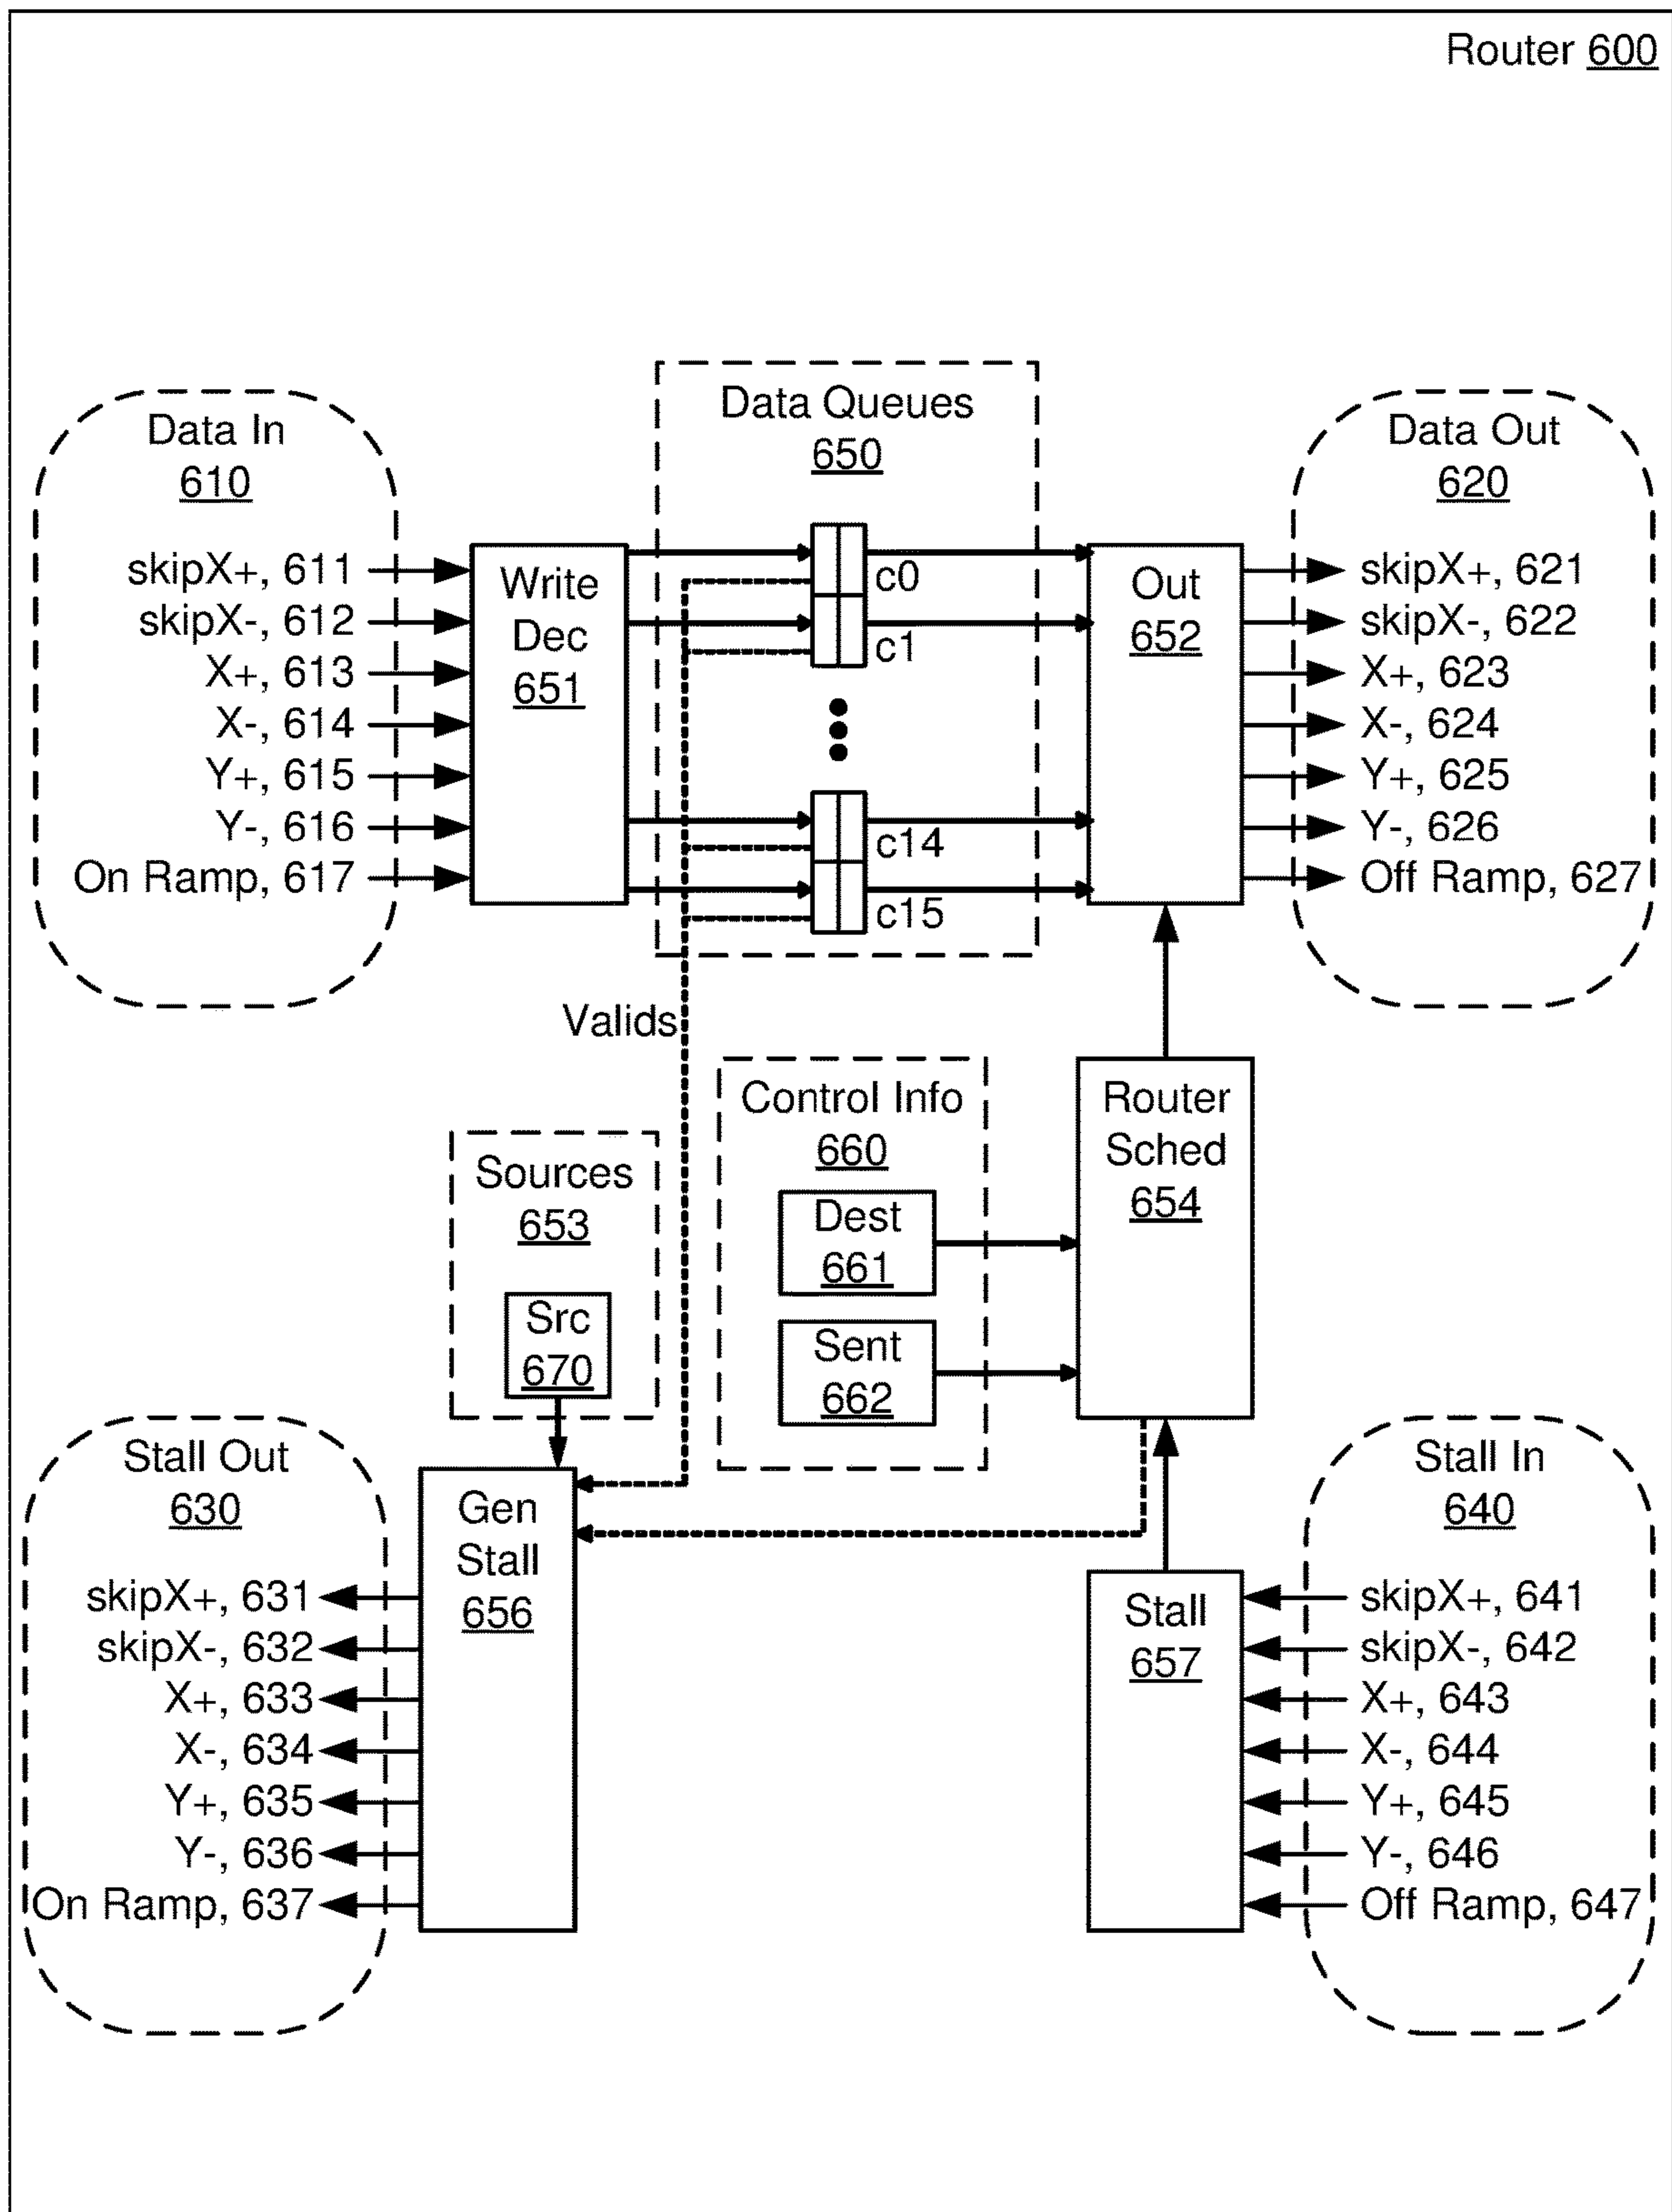 Router 600
Data In
610
skipX+, 611
skipX-, 612
X+, 613
X-, 614
Y+, 615
Y-, 616
On Ramp, 617
Write
Dec
651
Data Queues
650
c0
c1
c14
c15
Out
652
Data Out
620
skipX+, 621
skipX-, 622
X+, 623
X-, 624
Y+, 625
Y-, 626
Off Ramp, 627
Valids
Sources
653
Src
670
Control Info
660
Dest
661
Sent
662
Router
Sched
654
Stall Out
630
skipX+, 631
skipX-, 632
X+, 633
X-, 634
Y+, 635
Y-, 636
On Ramp, 637
Gen
Stall
656
Stall
657
Stall In
640
skipX+, 641
skipX-, 642
X+, 643
X-, 644
Y+, 645
Y-, 646
Off Ramp, 647